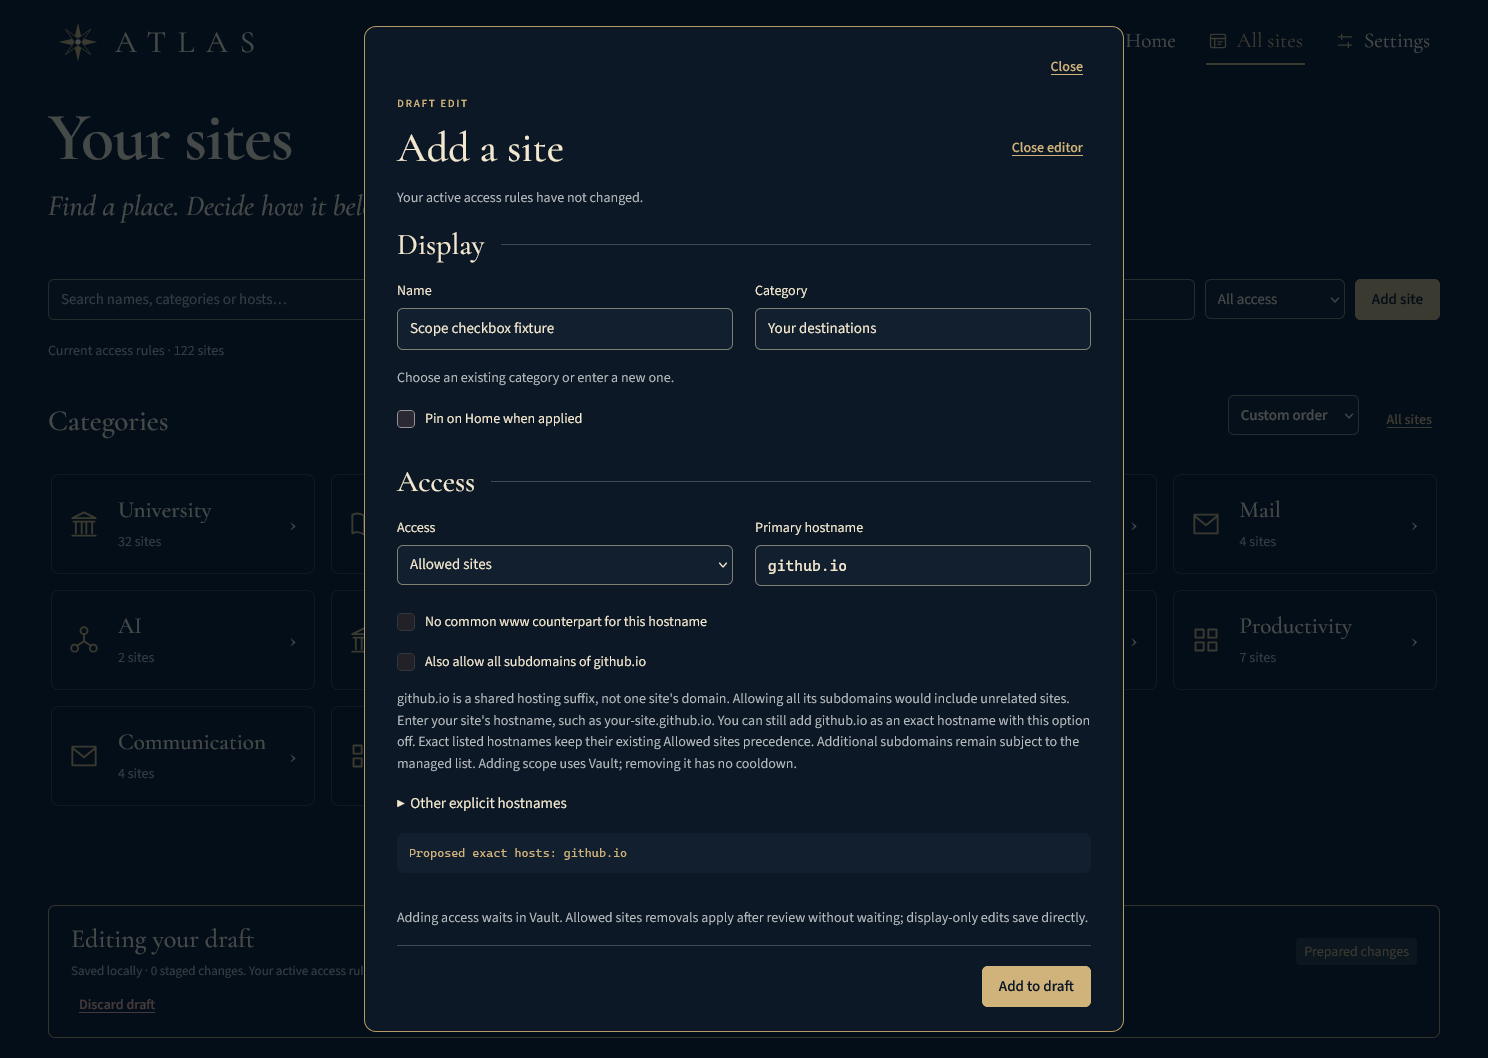 ATLAS
Home
All sites
Settings
Your sites
Find a place. Decide how it
Search names, categories or hosts…
All access
Add site
Current access rules · 122 sites
Categories
Custom order
All sites
University
32 sites
Mail
4 sites
AI
2 sites
Productivity
7 sites
Communication
4 sites
Editing your draft
Saved locally · 0 staged changes. Your active access
Prepared changes
Discard draft
Close
DRAFT EDIT
Add a site
Close editor
Your active access rules have not changed.
Display
Name
Category
Scope checkbox fixture
Your destinations
Choose an existing category or enter a new one.
Pin on Home when applied
Access
Access
Primary hostname
Allowed sites
github.io
No common www counterpart for this hostname
Also allow all subdomains of github.io
github.io is a shared hosting suffix, not one site's domain. Allowing all its subdomains would include unrelated sites.
Enter your site's hostname, such as your-site.github.io. You can still add github.io as an exact hostname with this option
off. Exact listed hostnames keep their existing Allowed sites precedence. Additional subdomains remain subject to the
managed list. Adding scope uses Vault; removing it has no cooldown.
Other explicit hostnames
Proposed exact hosts: github.io
Adding access waits in Vault. Allowed sites removals apply after review without waiting; display-only edits save directly.
Add to draft